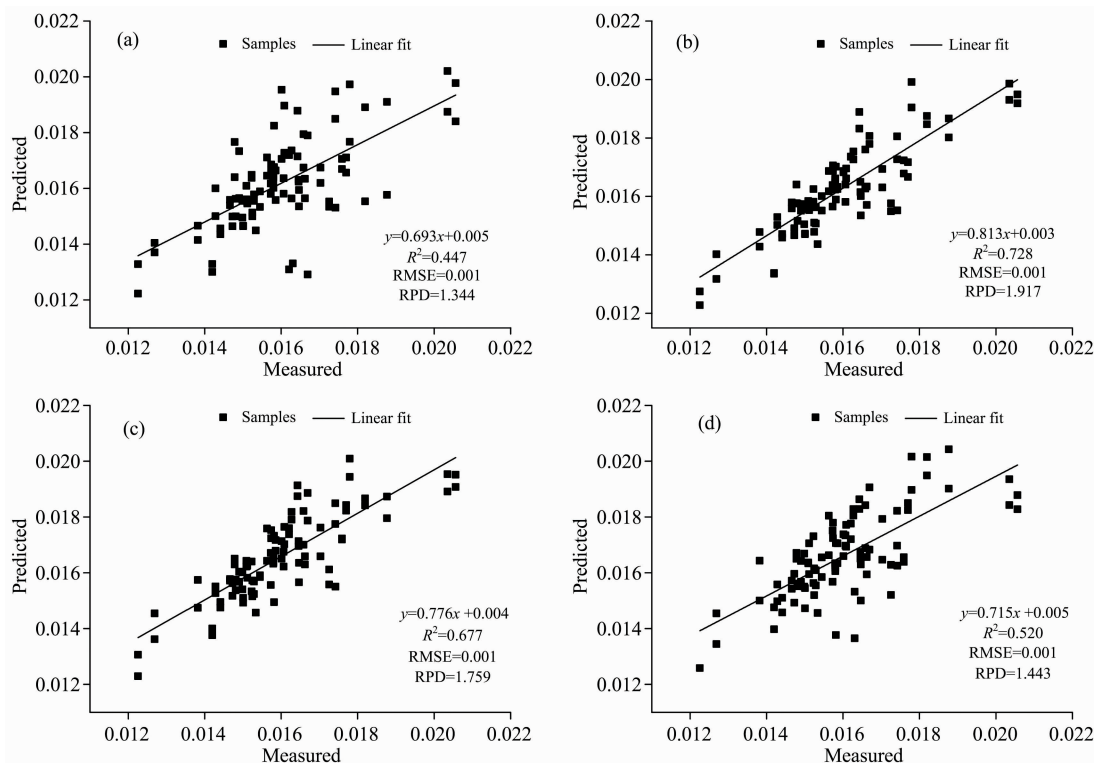 (a)
Samples
Linear fit
0.022
0.020
0.018
0.016
0.014
0.012
Predicted
y=0.693x+0.005
R²=0.447
RMSE=0.001
RPD=1.344
0.012 0.014 0.016 0.018 0.020 0.022
Measured
(b)
Samples
Linear fit
0.022
0.020
0.018
0.016
0.014
0.012
Predicted
y=0.813x+0.003
R²=0.728
RMSE=0.001
RPD=1.917
0.012 0.014 0.016 0.018 0.020 0.022
Measured
(c)
Samples
Linear fit
0.022
0.020
0.018
0.016
0.014
0.012
Predicted
y=0.776x +0.004
R²=0.677
RMSE=0.001
RPD=1.759
0.012 0.014 0.016 0.018 0.020 0.022
Measured
(d)
Samples
Linear fit
0.022
0.020
0.018
0.016
0.014
0.012
Predicted
y=0.715x +0.005
R²=0.520
RMSE=0.001
RPD=1.443
0.012 0.014 0.016 0.018 0.020 0.022
Measured